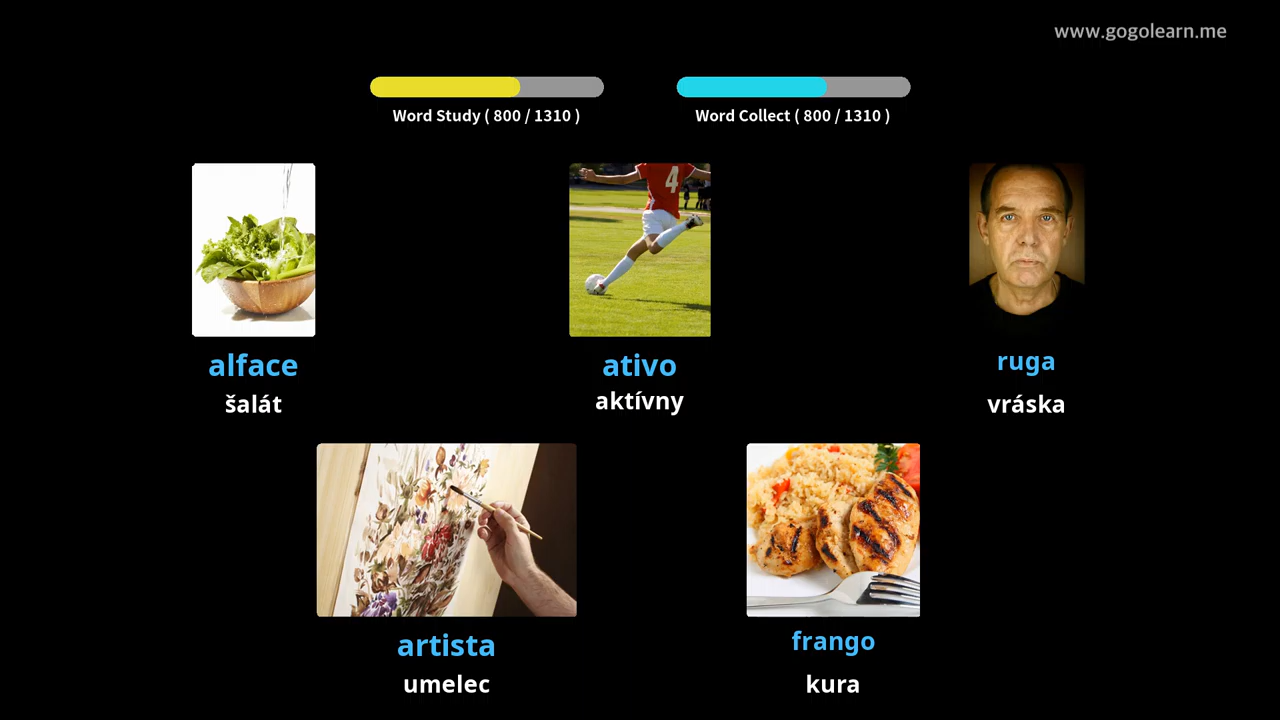 www.gogolearn.me
Word Study ( 800 / 1310 )
Word Collect ( 800 / 1310 )
4
alface
ativo
ruga
šalát
aktívny
vráska
artista
frango
umelec
kura